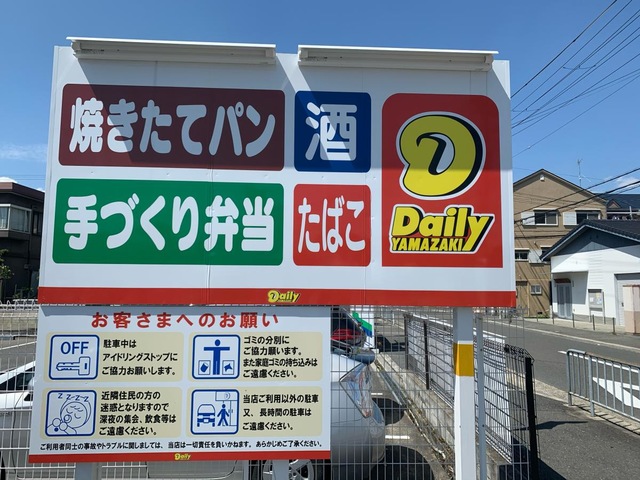 焼きたてパン
酒
手づくり弁当
たばこ
Daily
YAMAZAKI
Daily
お客さまへのお願い
OFF
駐車中は
アイドリングストップに
ご協力お願います。
ゴミの分別に
ご協力願います。
また家庭ゴミの持ち込みは
ご遠慮ください。
ZZZZ
近隣住民の方の
迷惑となりますので
深夜の集会、飲食等は
ご遠慮ください。
当店ご利用以外の駐車
又、長時間の駐車は
ご遠慮ください。
ご利用者同士の事故やトラブルに関しましては、当店は一切責任を負いかねます。あらかじめご了承ください。
Daily